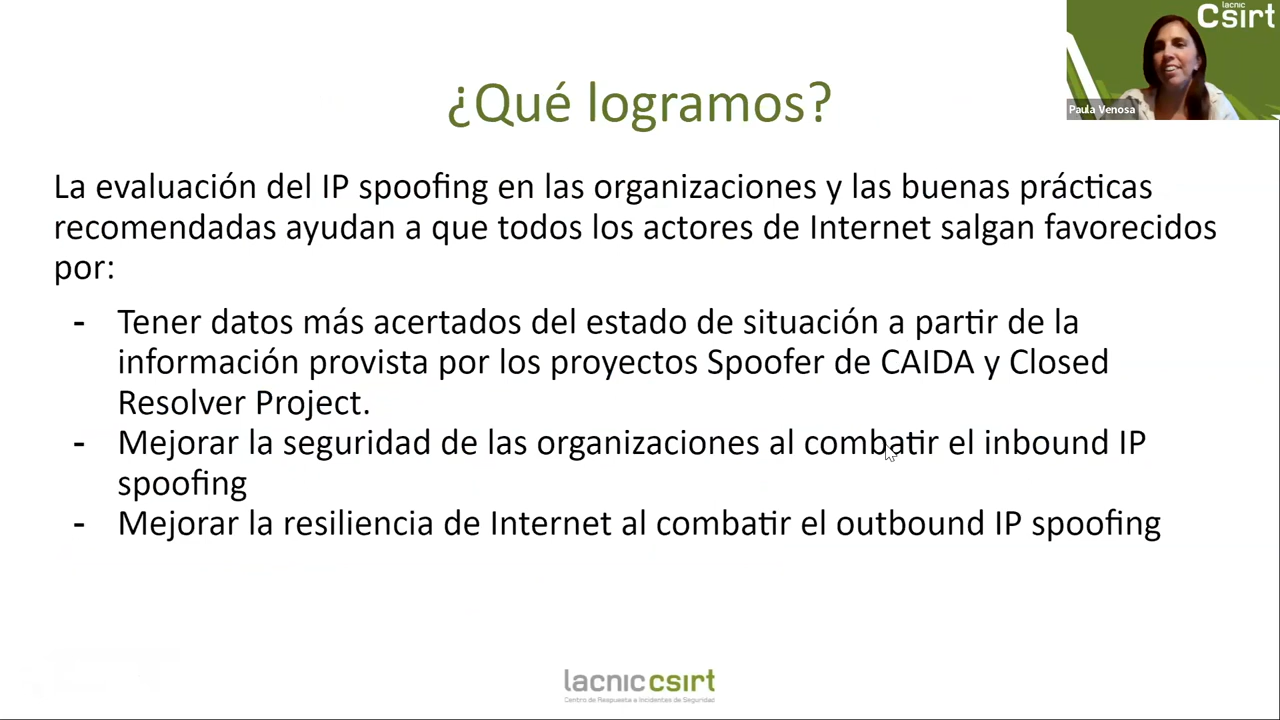 lacnic
Csirt
Paula Venosa
¿Qué logramos?
La evaluación del IP spoofing en las organizaciones y las buenas prácticas
recomendadas ayudan a que todos los actores de Internet salgan favorecidos
por:
- Tener datos más acertados del estado de situación a partir de la
información provista por los proyectos Spoofer de CAIDA y Closed
Resolver Project.
- Mejorar la seguridad de las organizaciones al combatir el inbound IP
spoofing
- Mejorar la resiliencia de Internet al combatir el outbound IP spoofing
lacnic csirt
Centro de Respuesta a Incidentes de Seguridad